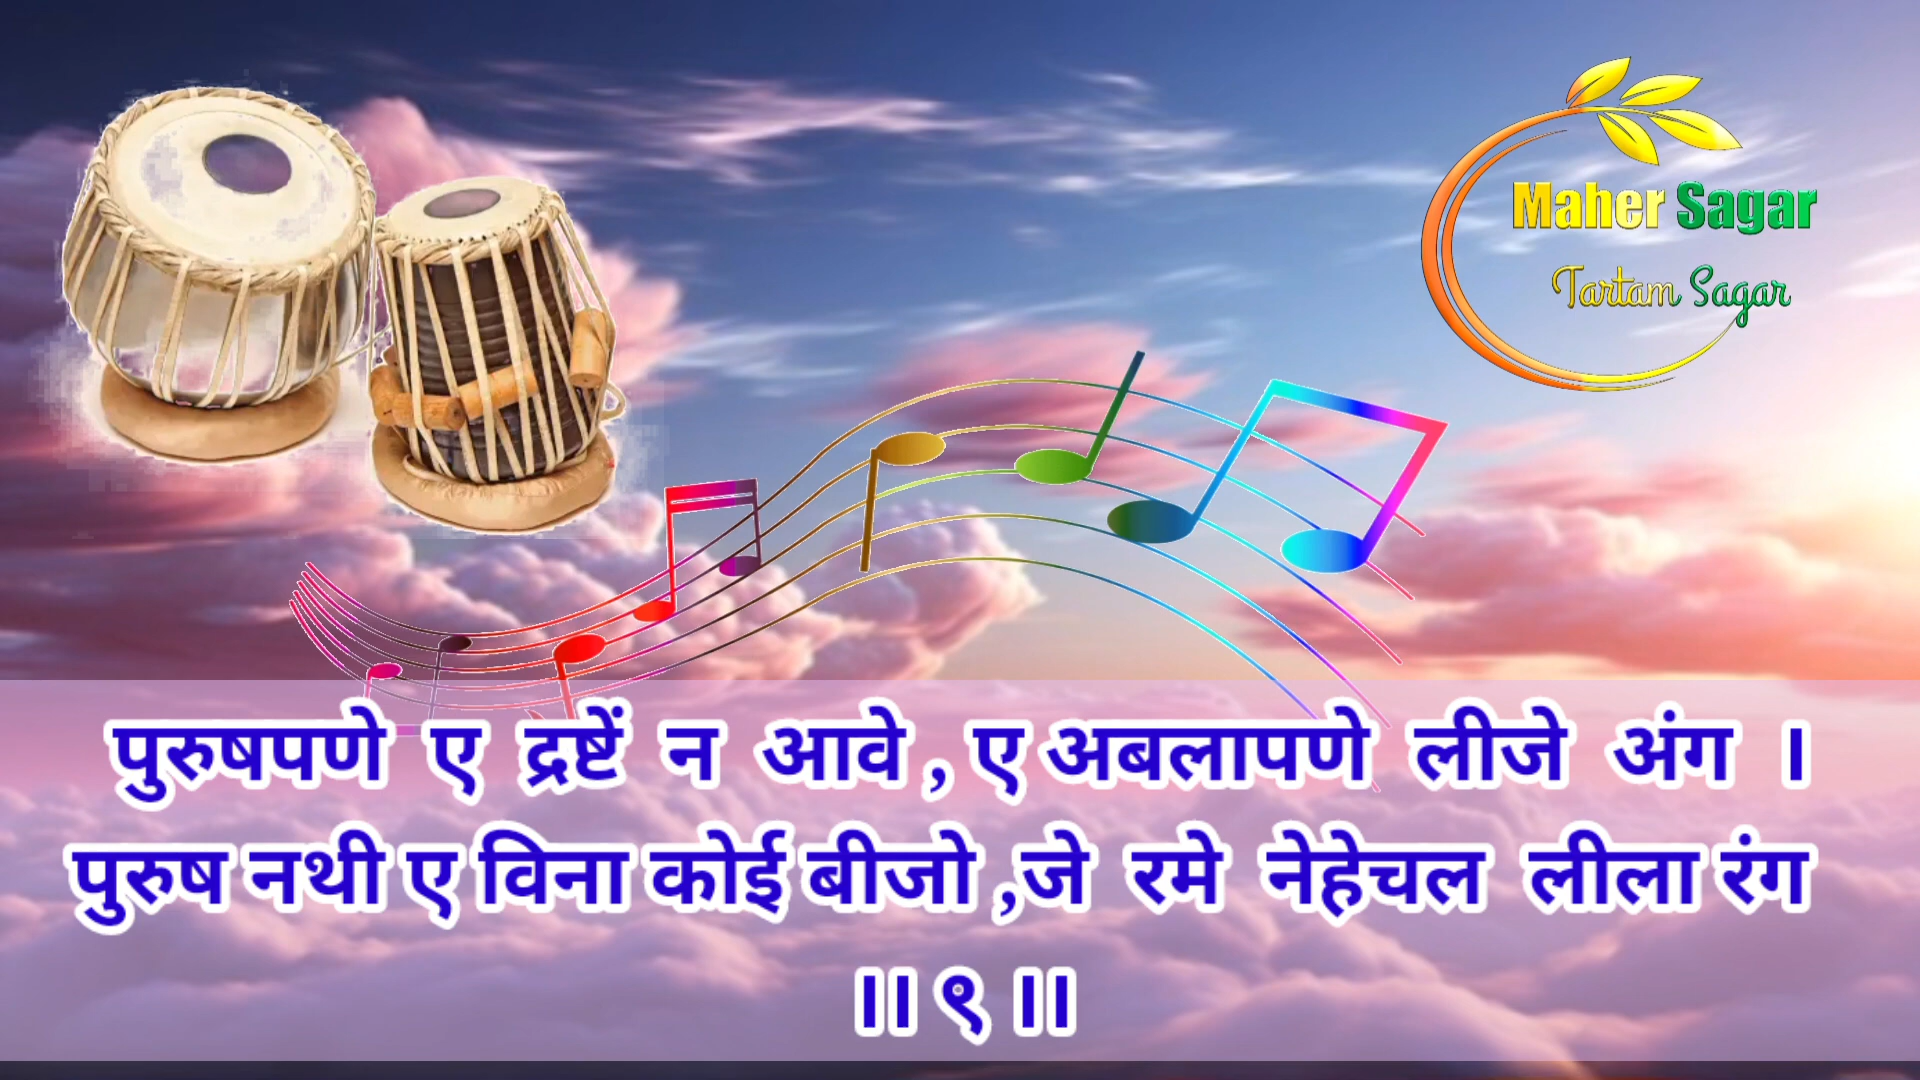 Maher Sagar
Tartam Sagar
पुरुषपणे ए द्रष्टें न आवे , ए अबलापणे लीजे अंग ।
पुरुष नथी ए विना कोई बीजो ,जे रमे नेहेचल लीला रंग
।। ९ ।।